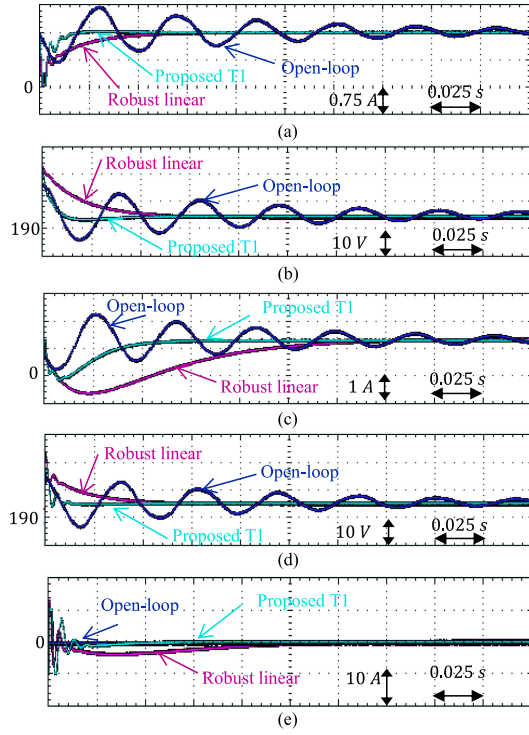 Proposed T1
Open-loop
0
Robust linear
0.75 A
0.025 s
(a)
Robust linear
Open-loop
190
Proposed T1
10 V
0.025 s
(b)
Open-loop
Proposed T1
0
Robust linear
1 A
0.025 s
(c)
Robust linear
Open-loop
190
Proposed T1
10 V
0.025 s
(d)
Open-loop
Proposed T1
0
Robust linear
10 A
0.025 s
(e)